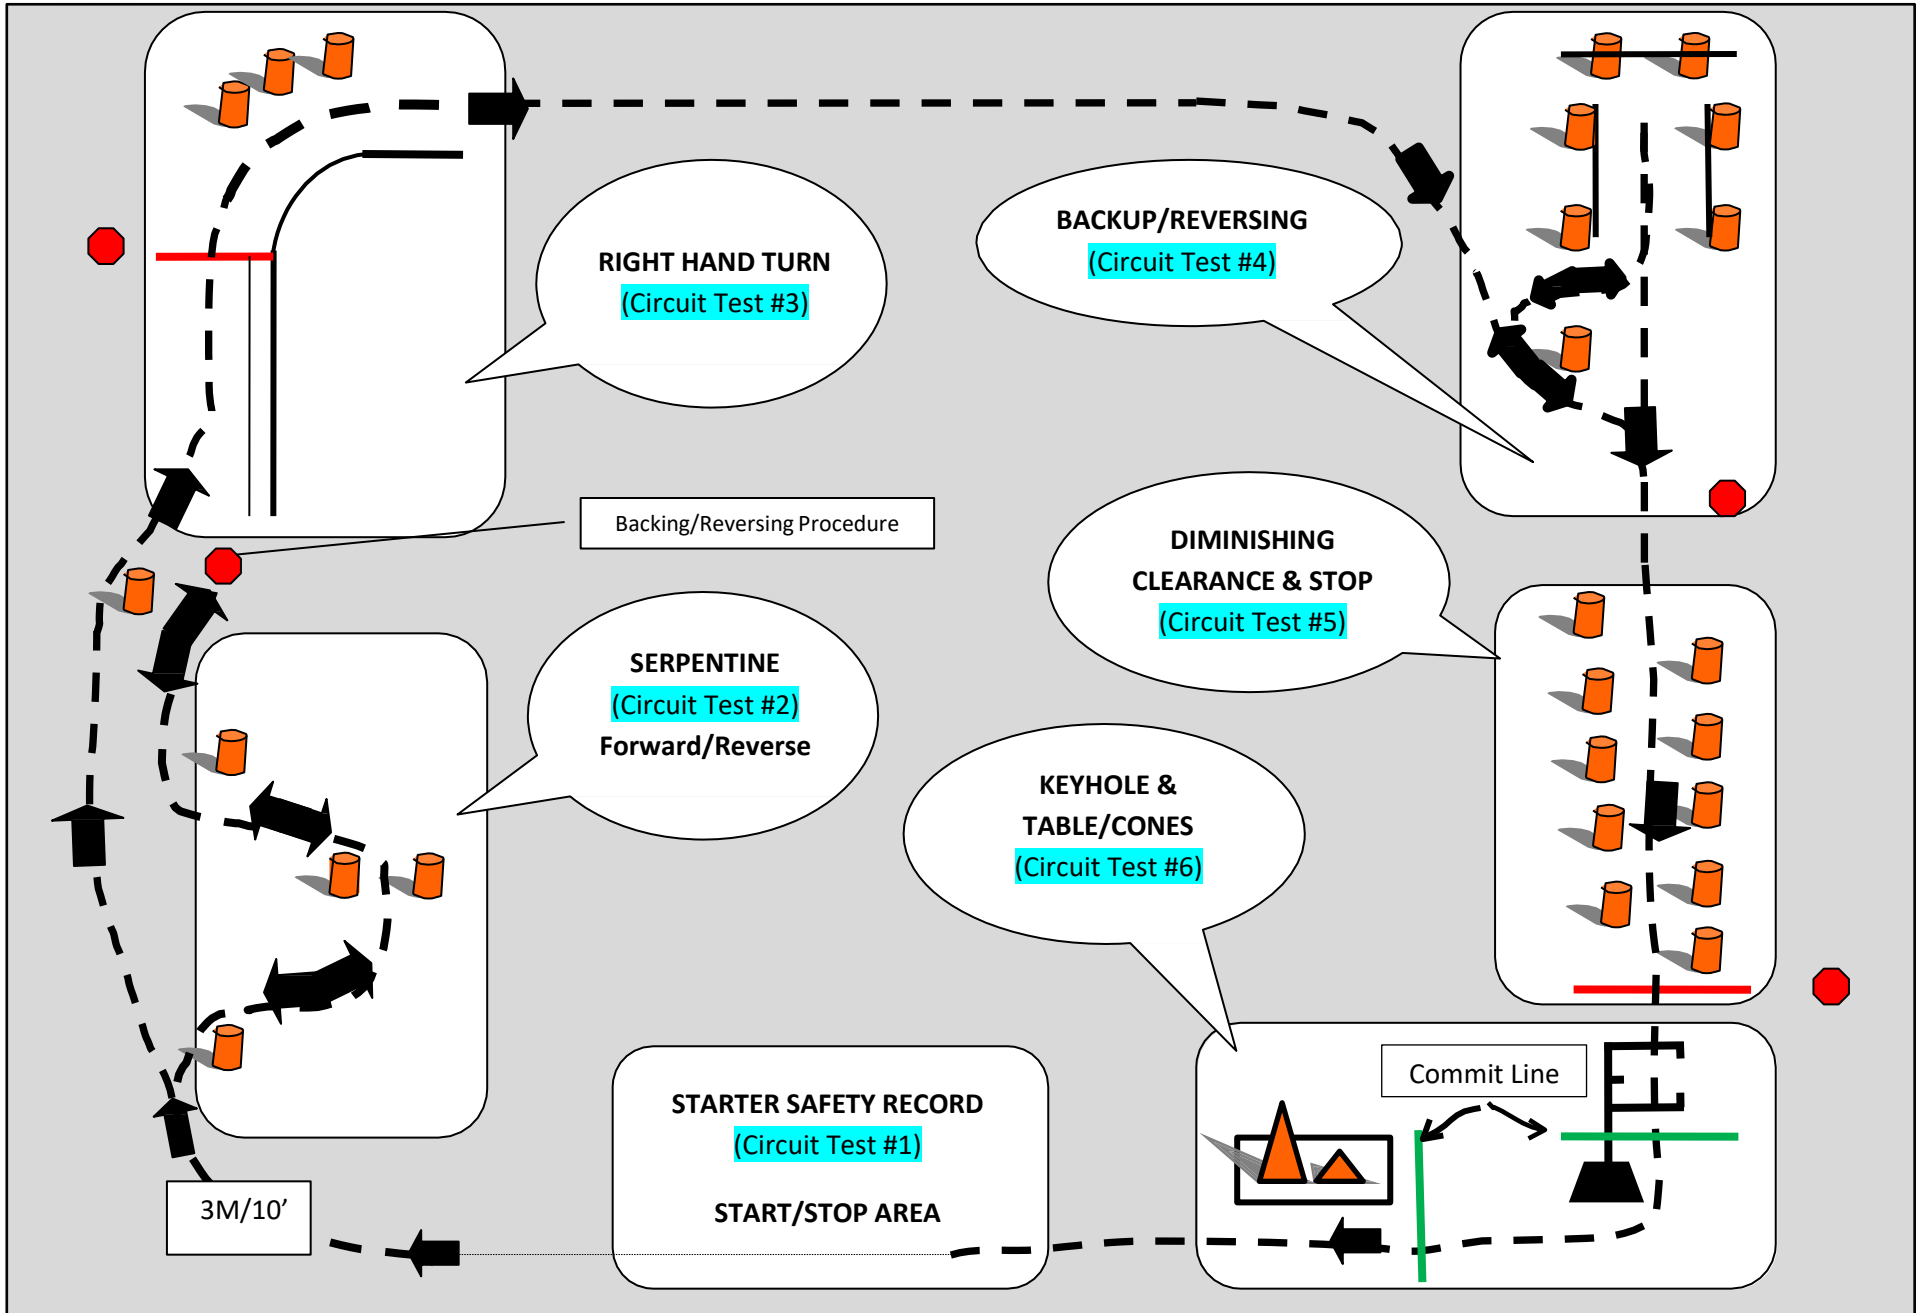 RIGHT HAND TURN
(Circuit Test #3)
BACKUP/REVERSING
(Circuit Test #4)
Backing/Reversing Procedure
DIMINISHING
CLEARANCE & STOP
(Circuit Test #5)
SERPENTINE
(Circuit Test #2)
Forward/Reverse
KEYHOLE &
TABLE/CONES
(Circuit Test #6)
Commit Line
STARTER SAFETY RECORD
(Circuit Test #1)
START/STOP AREA
3M/10’